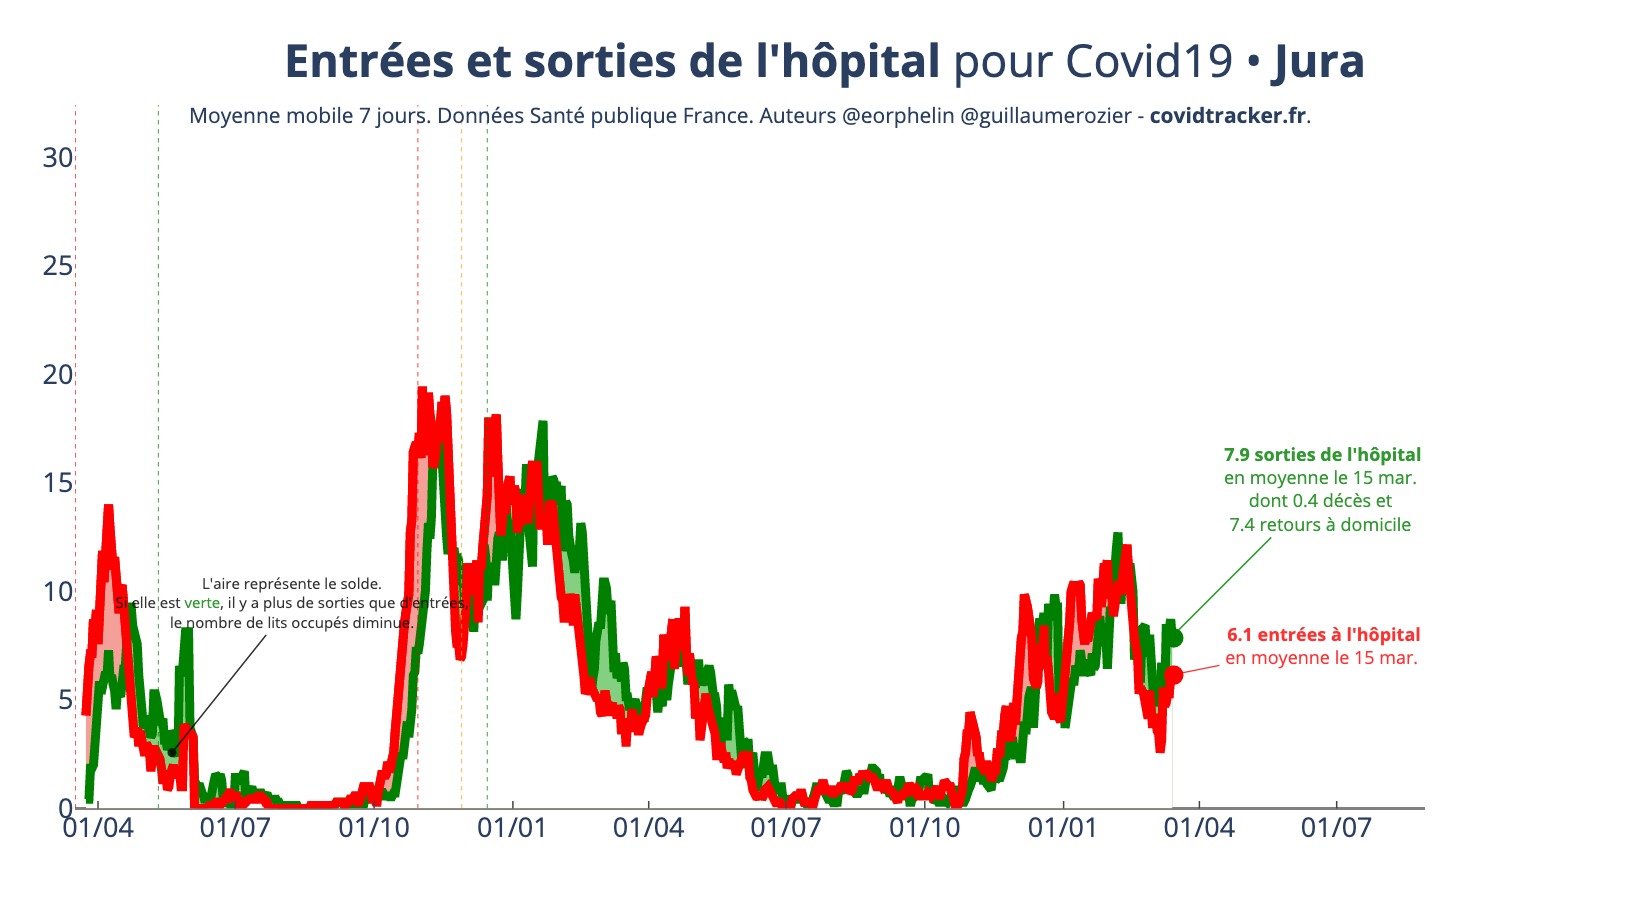 Entrées et sorties de l'hôpital pour Covid19 • Jura
Moyenne mobile 7 jours. Données Santé publique France. Auteurs @eorphelin @guillaumerozier - covidtracker.fr.
30
25
20
15
10
5
0
7.9 sorties de l'hôpital
en moyenne le 15 mar.
dont 0.4 décès et
7.4 retours à domicile
L'aire représente le solde.
Si elle est verte, il y a plus de sorties que d'entrées,
le nombre de lits occupés diminue.
6.1 entrées à l'hôpital
en moyenne le 15 mar.
01/04 01/07 01/10 01/01 01/04 01/07 01/10 01/01 01/04 01/07